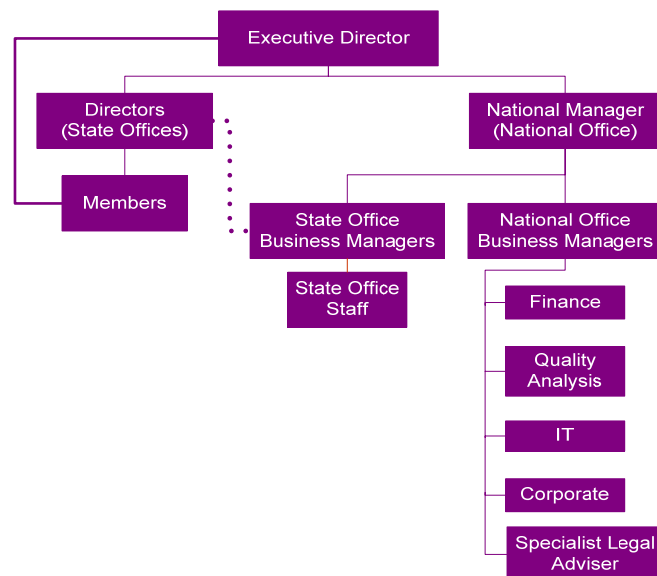 Executive Director
Directors
(State Offices)
National Manager
(National Office)
Members
State Office
Business Managers
National Office
Business Managers
State Office
Staff
Finance
Quality
Analysis
IT
Corporate
Specialist Legal
Adviser